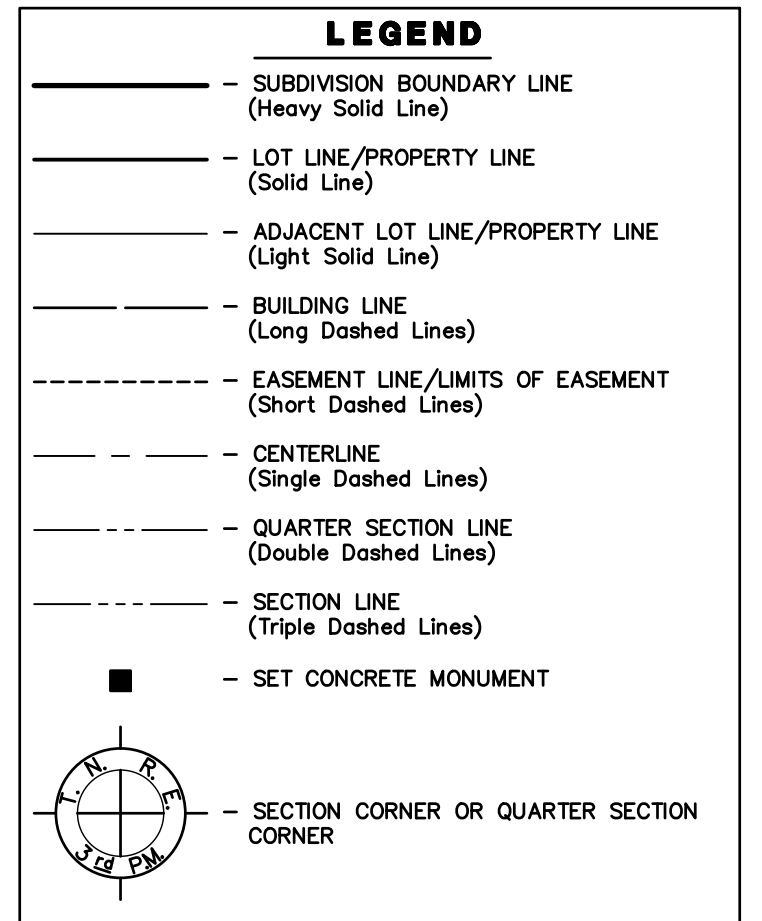 LEGEND
– SUBDIVISION BOUNDARY LINE
(Heavy Solid Line)
– LOT LINE/PROPERTY LINE
(Solid Line)
– ADJACENT LOT LINE/PROPERTY LINE
(Light Solid Line)
– BUILDING LINE
(Long Dashed Lines)
– EASEMENT LINE/LIMITS OF EASEMENT
(Short Dashed Lines)
– CENTERLINE
(Single Dashed Lines)
– QUARTER SECTION LINE
(Double Dashed Lines)
– SECTION LINE
(Triple Dashed Lines)
– SET CONCRETE MONUMENT
T. N. R. E.
3rd P.M.
– SECTION CORNER OR QUARTER SECTION
CORNER